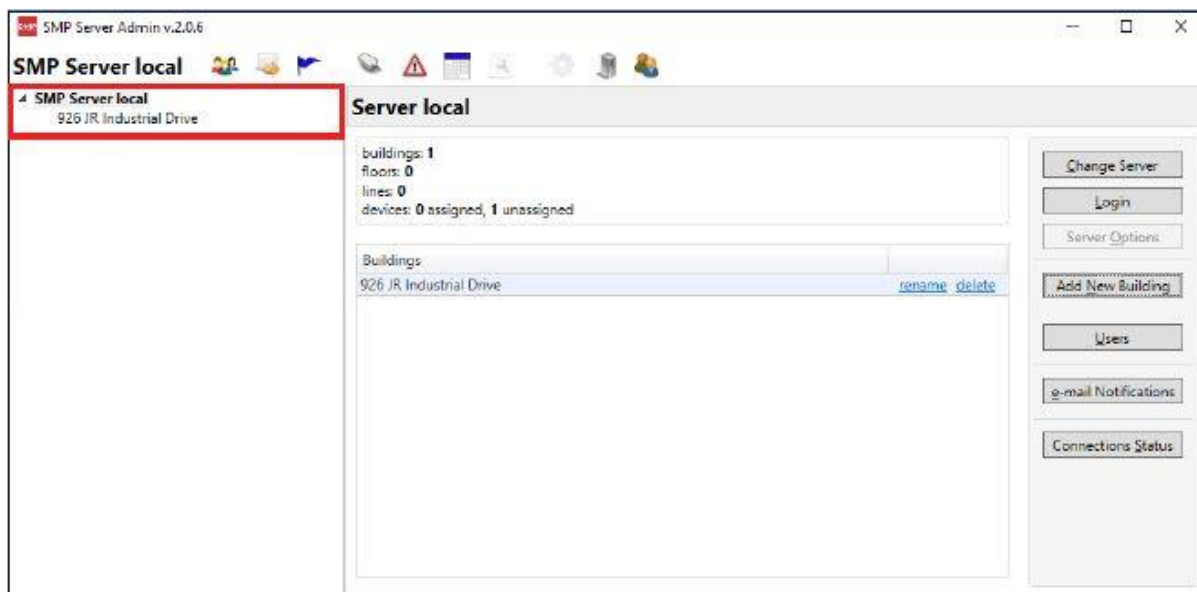 SMP SMP Server Admin v.2.0.6
SMP Server local
SMP Server local
926 JR Industrial Drive
Server local
buildings: 1
floors: 0
lines: 0
devices: 0 assigned, 1 unassigned
Buildings
926 JR Industrial Drive rename delete
Change Server
Login
Server Options
Add New Building
Users
e-mail Notifications
Connections Status